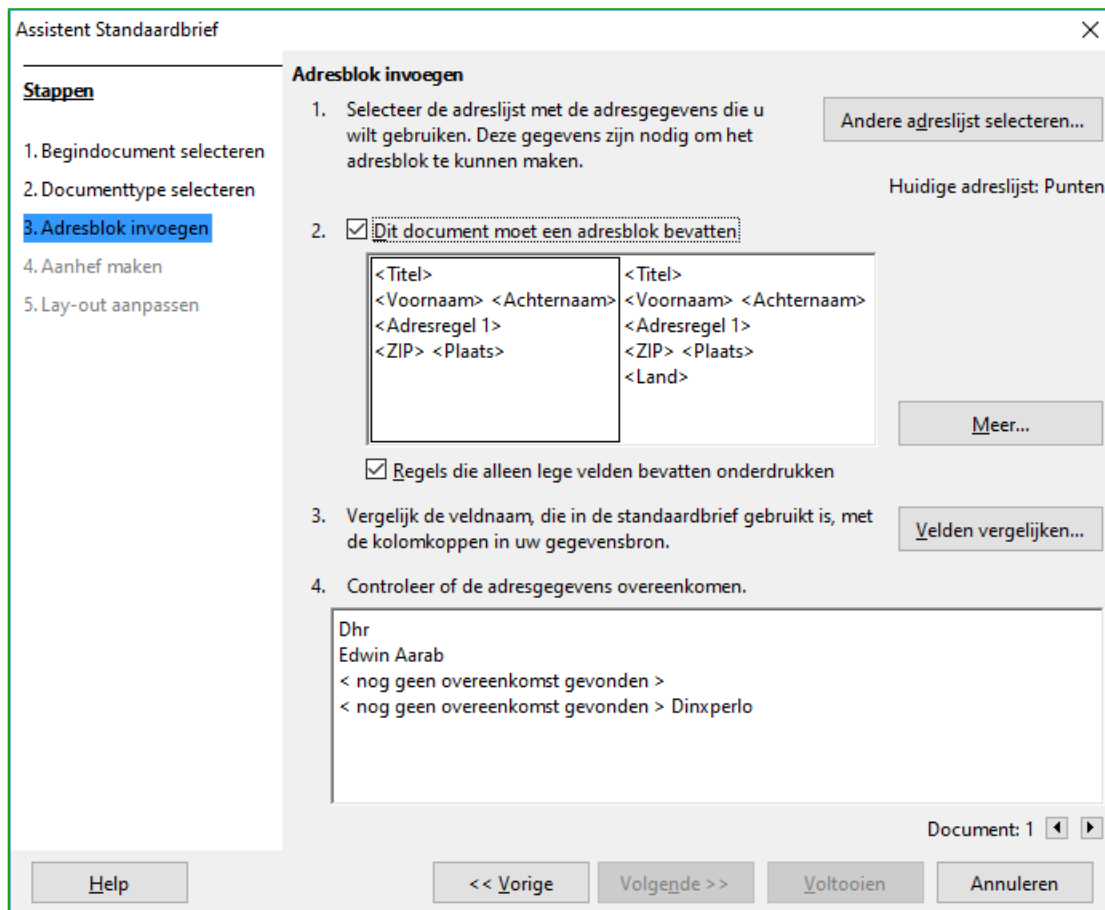 Assistent Standaardbrief
Stappen
1. Begindocument selecteren
2. Documenttype selecteren
3. Adresblok invoegen
4. Aanhef maken
5. Lay-out aanpassen
Adresblok invoegen
1. Selecteer de adreslijst met de adresgegevens die u
wilt gebruiken. Deze gegevens zijn nodig om het
adresblok te kunnen maken.
Andere adreslijst selecteren...
Huidige adreslijst: Punten
2. Dit document moet een adresblok bevatten
<Titel>
<Voornaam> <Achternaam>
<Adresregel 1>
<ZIP> <Plaats>
<Titel>
<Voornaam> <Achternaam>
<Adresregel 1>
<ZIP> <Plaats>
<Land>
Meer...
Regels die alleen lege velden bevatten onderdrukken
3. Vergelijk de veldnaam, die in de standaardbrief gebruikt is, met
de kolomkoppen in uw gegevensbron.
Velden vergelijken...
4. Controleer of de adresgegevens overeenkomen.
Dhr
Edwin Aarab
< nog geen overeenkomst gevonden >
< nog geen overeenkomst gevonden > Dinxperlo
Document: 1
Help
<< Vorige
Volgende >>
Voltooien
Annuleren